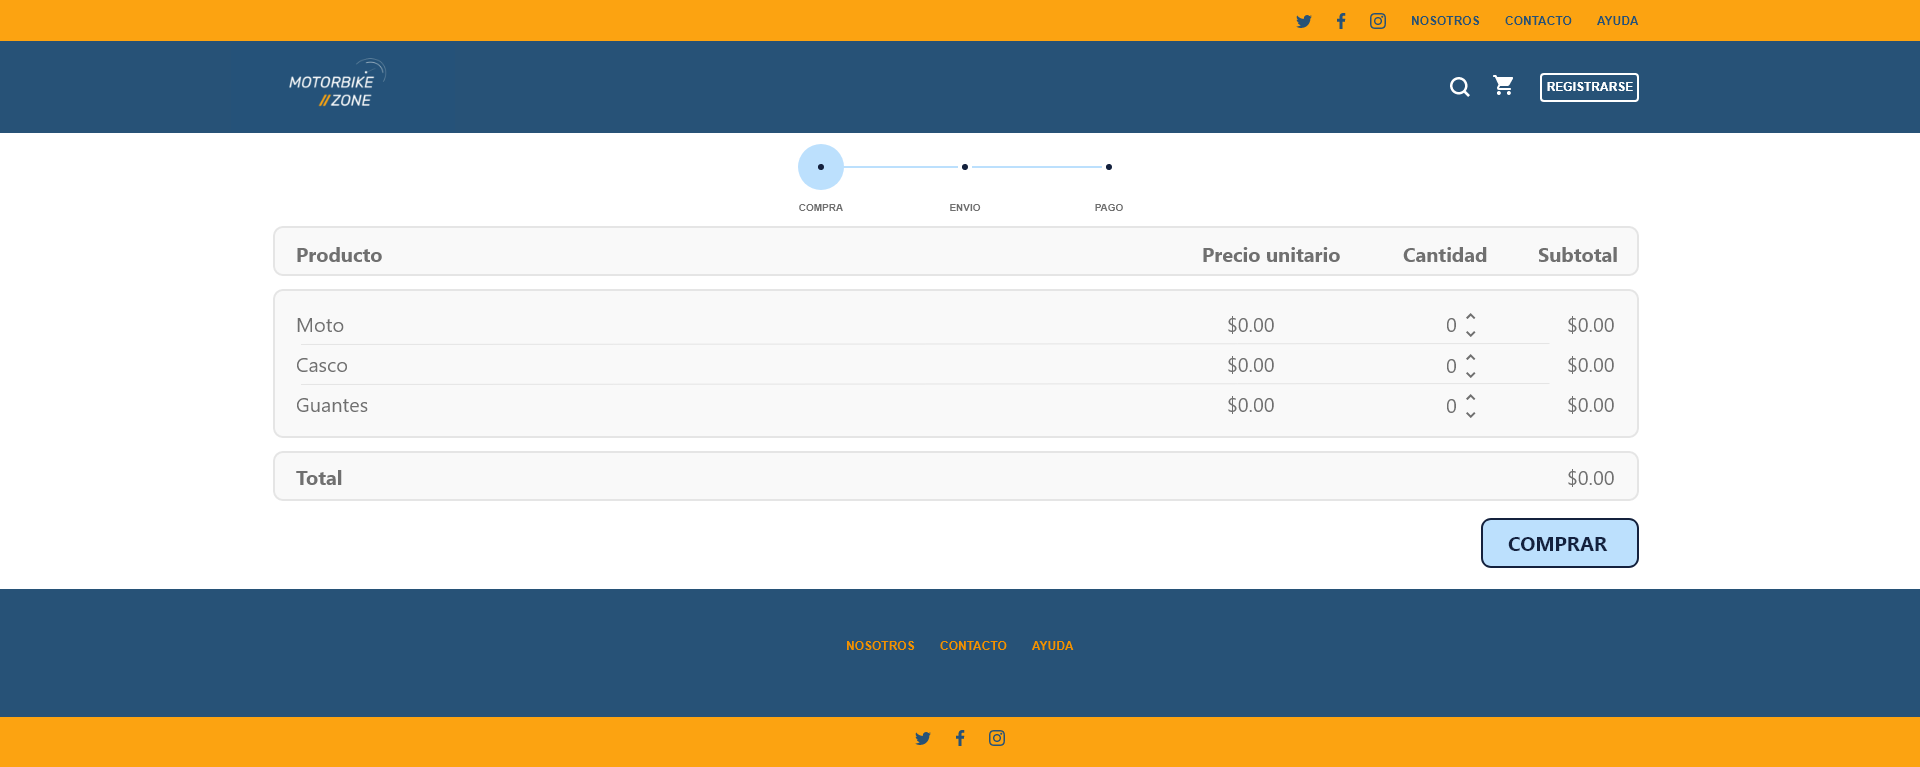 NOSOTROS CONTACTO AYUDA
MOTORBIKE
//ZONE
REGISTRARSE
COMPRA ENVIO PAGO
Producto Precio unitario Cantidad Subtotal
Moto $0.00 0 $0.00
Casco $0.00 0 $0.00
Guantes $0.00 0 $0.00
Total $0.00
COMPRAR
NOSOTROS CONTACTO AYUDA